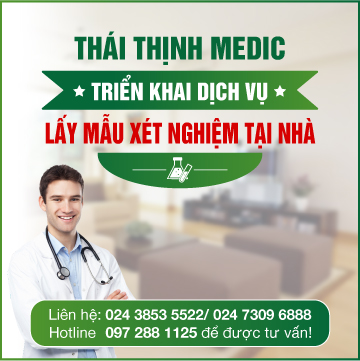 THÁI THỊNH MEDIC
TRIỂN KHAI DỊCH VỤ
LẤY MẪU XÉT NGHIỆM TẠI NHÀ
Liên hệ: 024 3853 5522/ 024 7309 6888
Hotline 097 288 1125 để được tư vấn!